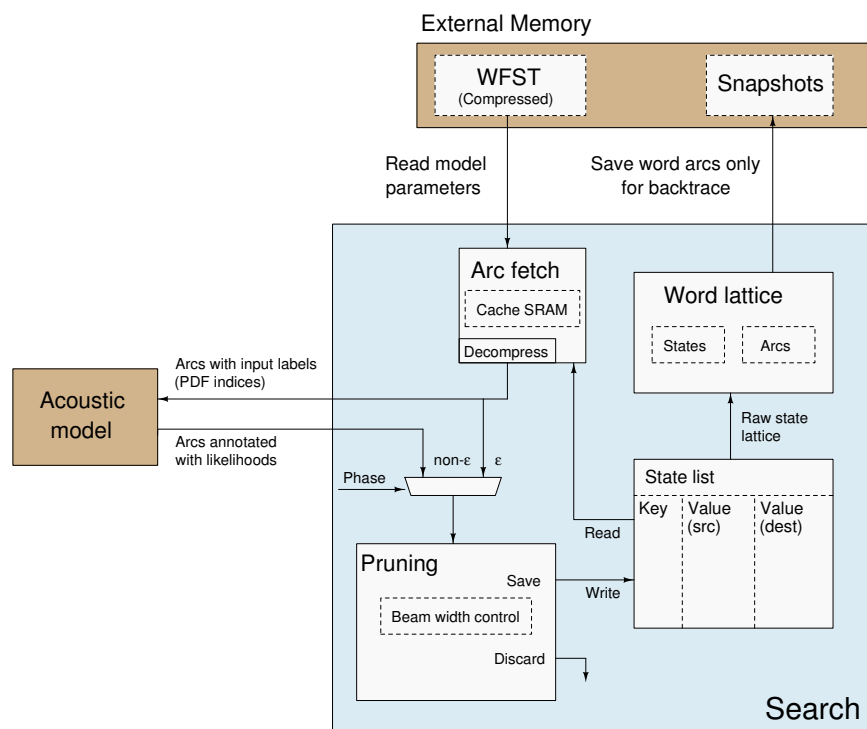 External Memory
WFST
(Compressed)
Snapshots
Read model
parameters
Save word arcs only
for backtrace
Arc fetch
Cache SRAM
Decompress
Word lattice
States
Arcs
Arcs with input labels
(PDF indices)
Acoustic
model
Arcs annotated
with likelihoods
non-ε
ε
Phase
Raw state
lattice
State list
Key
Value
(src)
Value
(dest)
Read
Pruning
Save
Write
Beam width control
Discard
Search